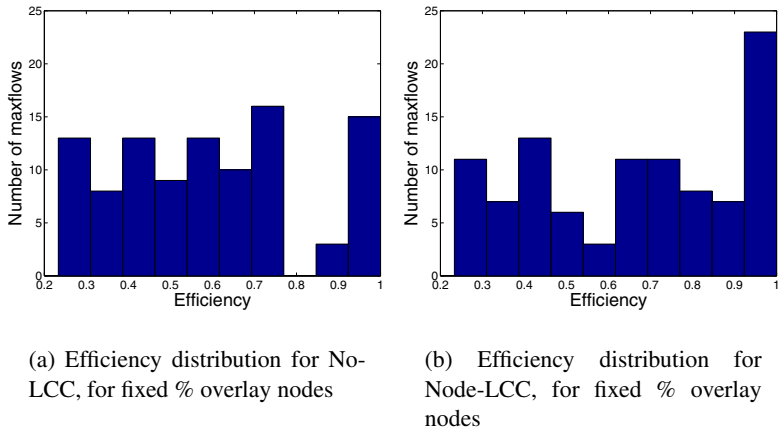 25
20
15
10
5
0
0.2 0.3 0.4 0.5 0.6 0.7 0.8 0.9 1
Number of maxflows
Efficiency
25
20
15
10
5
0
0.2 0.3 0.4 0.5 0.6 0.7 0.8 0.9 1
Number of maxflows
Efficiency
(a) Efficiency distribution for No-
LCC, for fixed % overlay nodes
(b) Efficiency distribution for
Node-LCC, for fixed % overlay
nodes